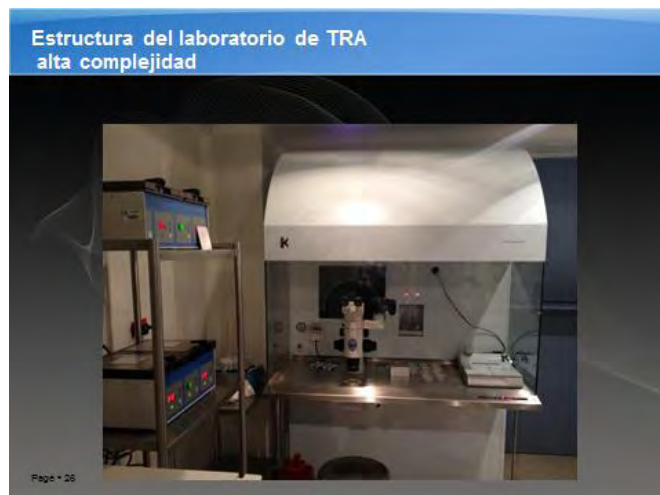 Estructura del laboratorio de TRA
alta complejidad
K
Page ▪ 26